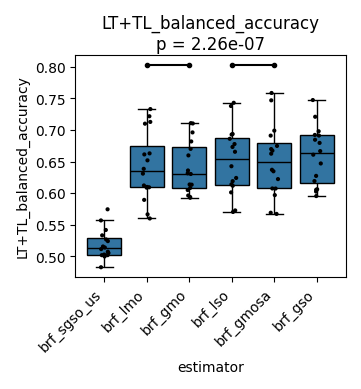 LT+TL_balanced_accuracy
p = 2.26e-07
LT+TL_balanced_accuracy
0.80
0.75
0.70
0.65
0.60
0.55
0.50
brf_sgso_us
brf_lmo
brf_gmo
brf_lso
brf_gmosa
brf_gso
estimator